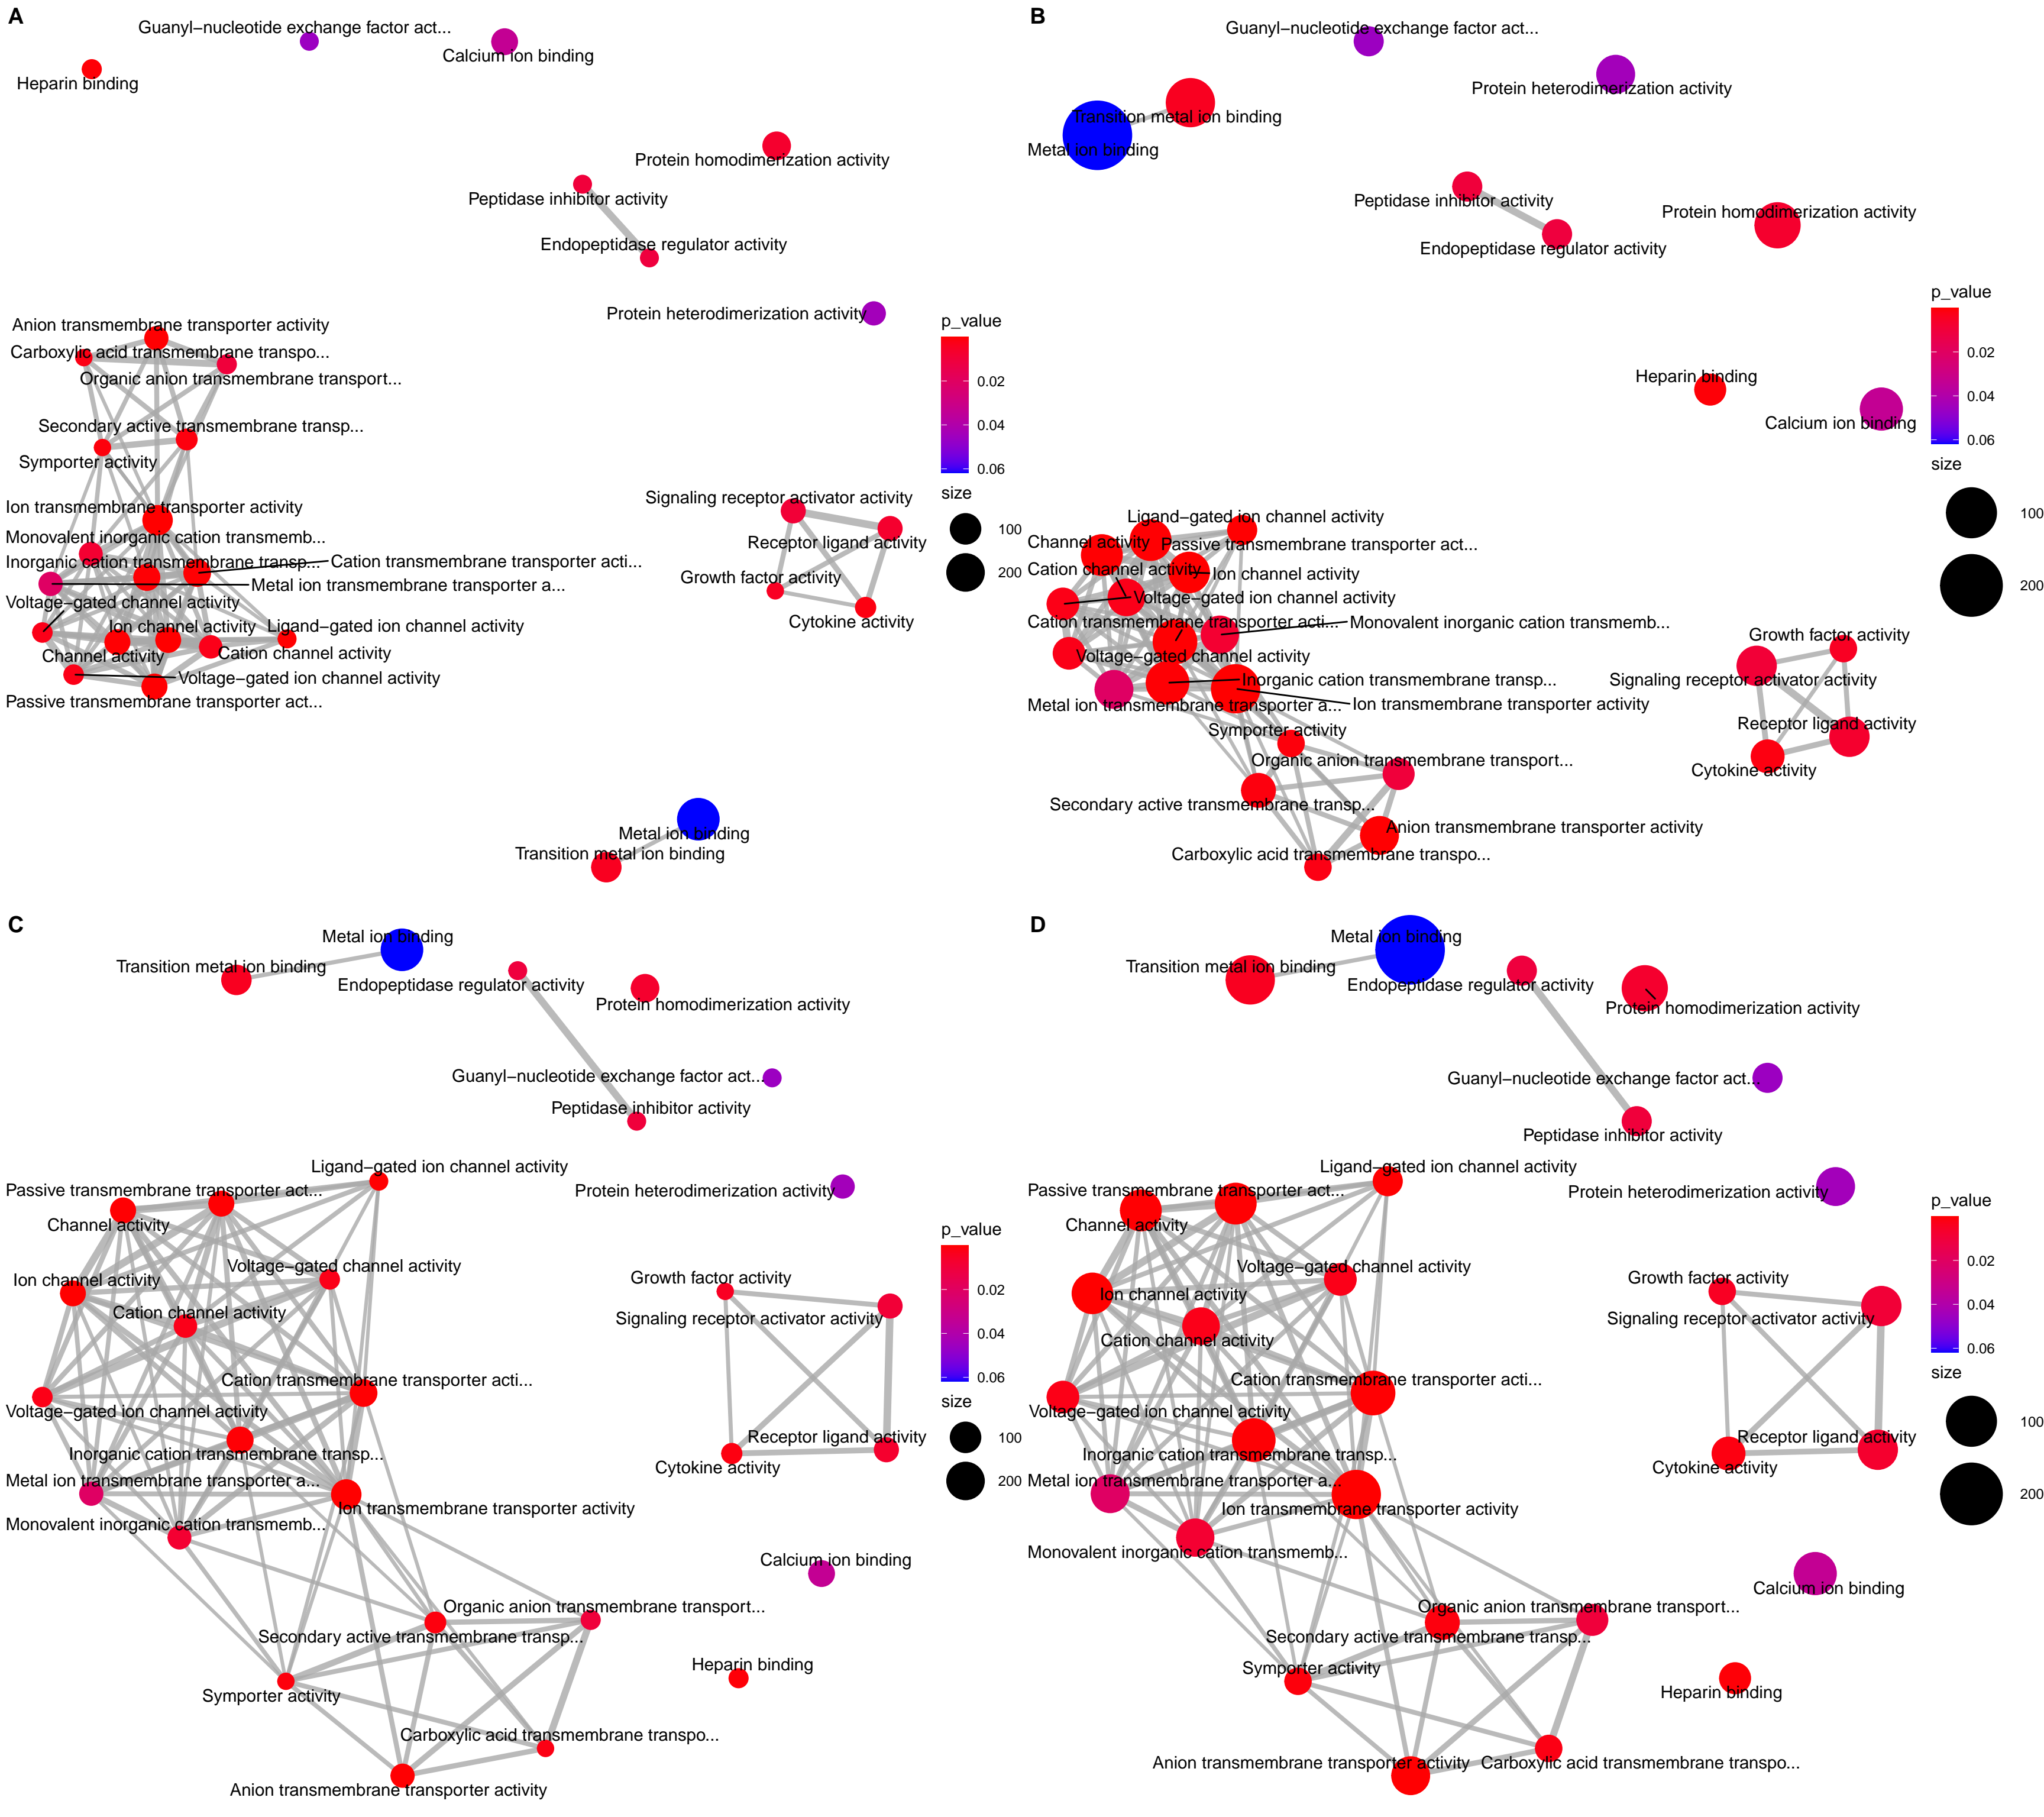 A
Guanyl−nucleotide exchange factor act...
Calcium ion binding
Heparin binding
Protein homodimerization activity
Peptidase inhibitor activity
Endopeptidase regulator activity
Protein heterodimerization activity
Anion transmembrane transporter activity
Carboxylic acid transmembrane transpo...
Organic anion transmembrane transport...
Secondary active transmembrane transp...
Symporter activity
Signaling receptor activator activity
Ion transmembrane transporter activity
Monovalent inorganic cation transmemb...
Receptor ligand activity
Inorganic cation transmembrane transp...
Cation transmembrane transporter acti...
Growth factor activity
Metal ion transmembrane transporter a...
Voltage−gated channel activity
Cytokine activity
Ion channel activity
Ligand−gated ion channel activity
Channel activity
Cation channel activity
Voltage−gated ion channel activity
Passive transmembrane transporter act...
Metal ion binding
Transition metal ion binding
p_value
0.02
0.04
0.06
size
100
200
B
Guanyl−nucleotide exchange factor act...
Protein heterodimerization activity
Transition metal ion binding
Metal ion binding
Peptidase inhibitor activity
Protein homodimerization activity
Endopeptidase regulator activity
Heparin binding
Calcium ion binding
Ligand−gated ion channel activity
Channel activity
Passive transmembrane transporter act...
Cation channel activity
Ion channel activity
Voltage−gated ion channel activity
Cation transmembrane transporter acti...
Monovalent inorganic cation transmemb...
Growth factor activity
Voltage−gated channel activity
Inorganic cation transmembrane transp...
Signaling receptor activator activity
Metal ion transmembrane transporter a...
Ion transmembrane transporter activity
Receptor ligand activity
Symporter activity
Organic anion transmembrane transport...
Cytokine activity
Secondary active transmembrane transp...
Anion transmembrane transporter activity
Carboxylic acid transmembrane transpo...
p_value
0.02
0.04
0.06
size
100
200
C
Metal ion binding
Transition metal ion binding
Endopeptidase regulator activity
Protein homodimerization activity
Guanyl−nucleotide exchange factor act...
Peptidase inhibitor activity
Ligand−gated ion channel activity
Passive transmembrane transporter act...
Protein heterodimerization activity
Channel activity
Voltage−gated channel activity
Ion channel activity
Growth factor activity
Cation channel activity
Signaling receptor activator activity
Cation transmembrane transporter acti...
Voltage−gated ion channel activity
Receptor ligand activity
Inorganic cation transmembrane transp...
Cytokine activity
Metal ion transmembrane transporter a...
Ion transmembrane transporter activity
Monovalent inorganic cation transmemb...
Calcium ion binding
Organic anion transmembrane transport...
Secondary active transmembrane transp...
Heparin binding
Symporter activity
Carboxylic acid transmembrane transpo...
Anion transmembrane transporter activity
p_value
0.02
0.04
0.06
size
100
200
D
Metal ion binding
Transition metal ion binding
Endopeptidase regulator activity
Protein homodimerization activity
Guanyl−nucleotide exchange factor act...
Peptidase inhibitor activity
Ligand−gated ion channel activity
Passive transmembrane transporter act...
Protein heterodimerization activity
Channel activity
Voltage−gated channel activity
Growth factor activity
Ion channel activity
Signaling receptor activator activity
Cation channel activity
Cation transmembrane transporter acti...
Voltage−gated ion channel activity
Receptor ligand activity
Inorganic cation transmembrane transp...
Cytokine activity
Metal ion transmembrane transporter a...
Ion transmembrane transporter activity
Monovalent inorganic cation transmemb...
Calcium ion binding
Organic anion transmembrane transport...
Secondary active transmembrane transp...
Symporter activity
Heparin binding
Anion transmembrane transporter activity
Carboxylic acid transmembrane transpo...
p_value
0.02
0.04
0.06
size
100
200